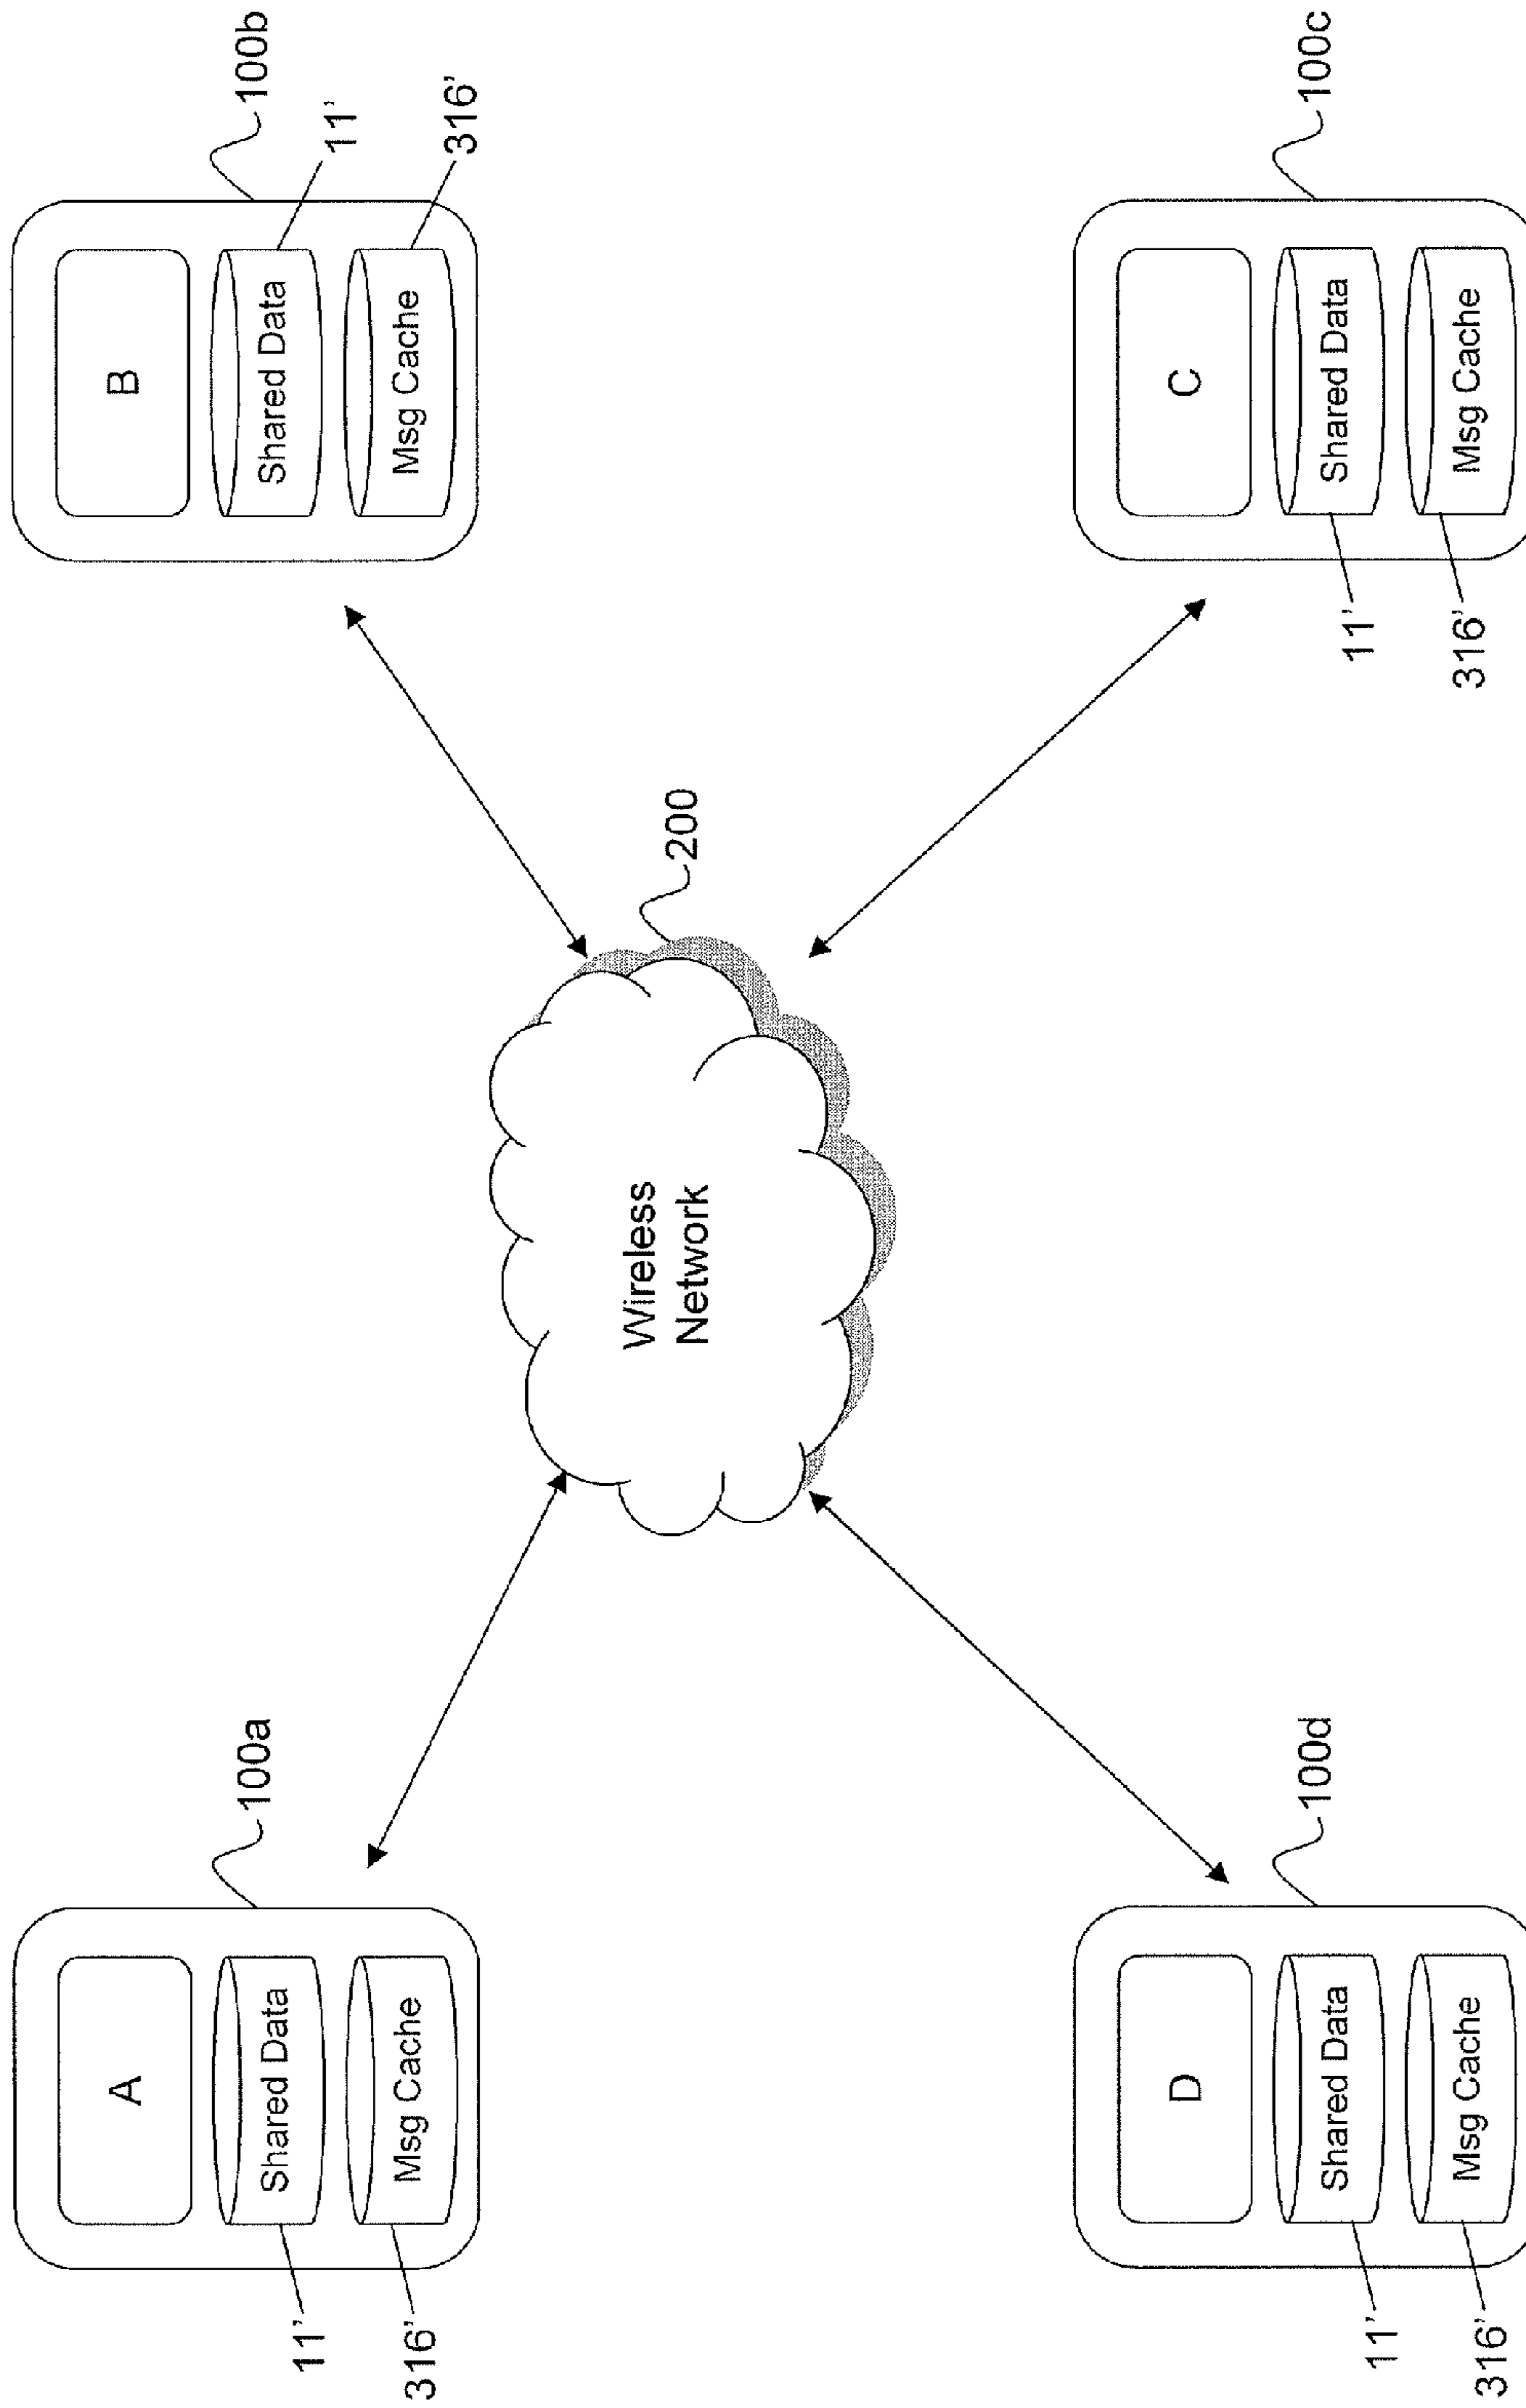 100a
A
Shared Data
Msg Cache
11'
316'
100b
B
Shared Data
Msg Cache
11'
316'
Wireless
Network
200
100d
D
Shared Data
Msg Cache
11'
316'
100c
C
Shared Data
Msg Cache
11'
316'